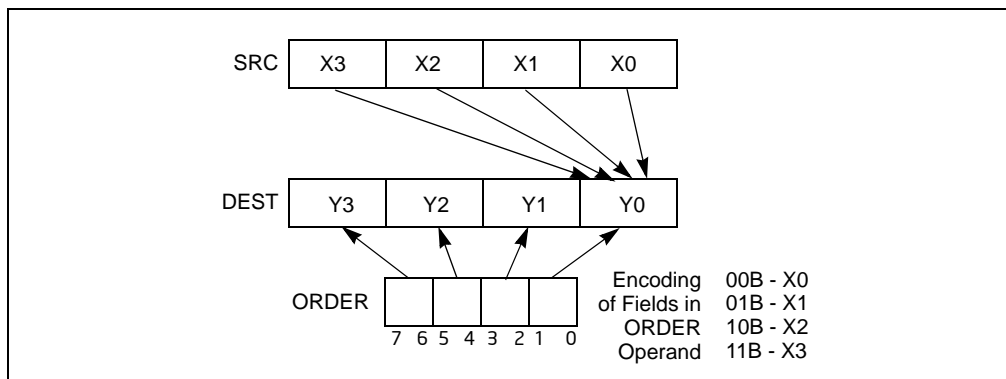 SRC X3 X2 X1 X0
DEST Y3 Y2 Y1 Y0
ORDER
7 6 5 4 3 2 1 0
Encoding 00B - X0
of Fields in 01B - X1
ORDER 10B - X2
Operand 11B - X3